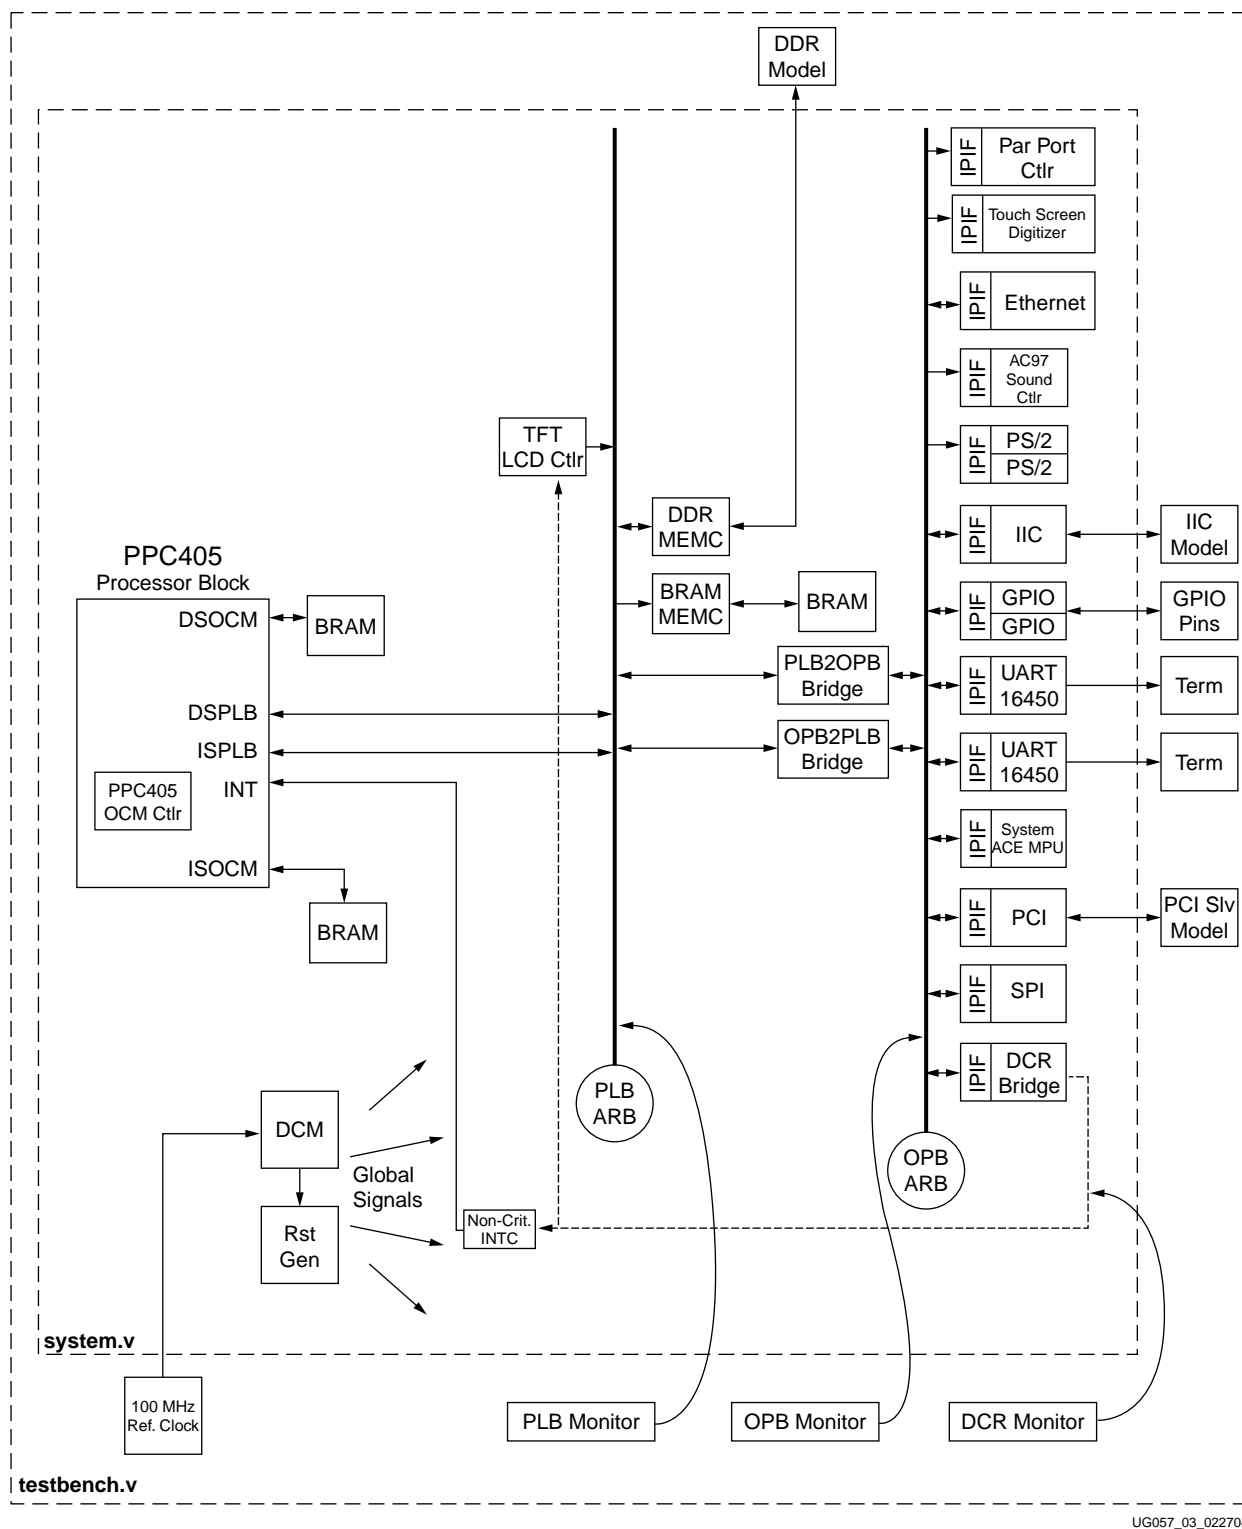 DDR
Model
IPIF
Par Port
Ctlr
IPIF
Touch Screen
Digitizer
IPIF
Ethernet
IPIF
AC97
Sound
Ctlr
TFT
LCD Ctlr
IPIF
PS/2
PS/2
DDR
MEMC
IPIF
IIC
IIC
Model
PPC405
Processor Block
DSOCM
BRAM
BRAM
MEMC
BRAM
IPIF
GPIO
GPIO
GPIO
Pins
PLB2OPB
Bridge
IPIF
UART
16450
Term
DSPLB
ISPLB
OPB2PLB
Bridge
IPIF
UART
16450
Term
INT
PPC405
OCM Ctlr
IPIF
System
ACE MPU
ISOCM
BRAM
IPIF
PCI
PCI Slv
Model
IPIF
SPI
IPIF
DCR
Bridge
PLB
ARB
DCM
OPB
ARB
Global
Signals
Rst
Gen
Non-Crit.
INTC
system.v
100 MHz
Ref. Clock
PLB Monitor
OPB Monitor
DCR Monitor
testbench.v